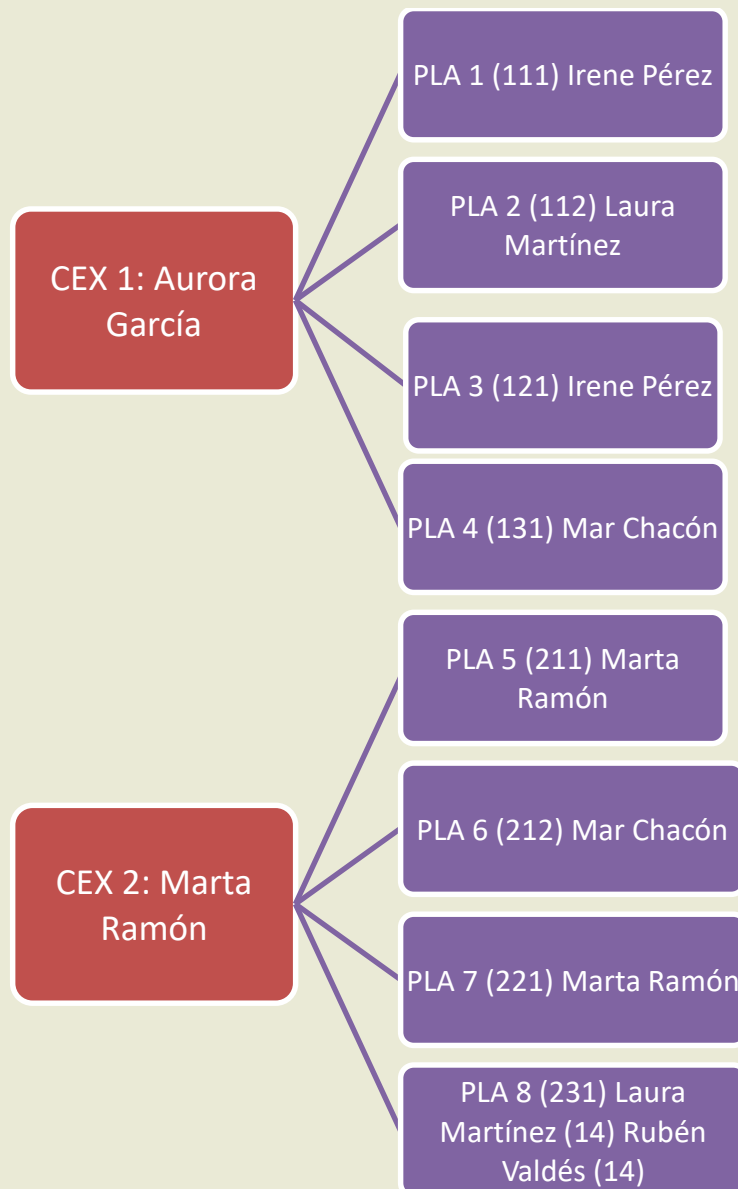 CEX 1: Aurora
García
PLA 1 (111) Irene Pérez
PLA 2 (112) Laura
Martínez
PLA 3 (121) Irene Pérez
PLA 4 (131) Mar Chacón
CEX 2: Marta
Ramón
PLA 5 (211) Marta
Ramón
PLA 6 (212) Mar Chacón
PLA 7 (221) Marta Ramón
PLA 8 (231) Laura
Martínez (14) Rubén
Valdés (14)